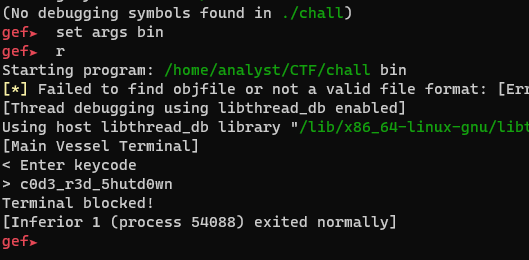 (No debugging symbols found in ./chall)
gef➤  set args bin
gef➤  r
Starting program: /home/analyst/CTF/chall bin
[*] Failed to find objfile or not a valid file format: [Err
[Thread debugging using libthread_db enabled]
Using host libthread_db library "/lib/x86_64-linux-gnu/libt
[Main Vessel Terminal]
< Enter keycode
> c0d3_r3d_5hutd0wn
Terminal blocked!
[Inferior 1 (process 54088) exited normally]
gef➤